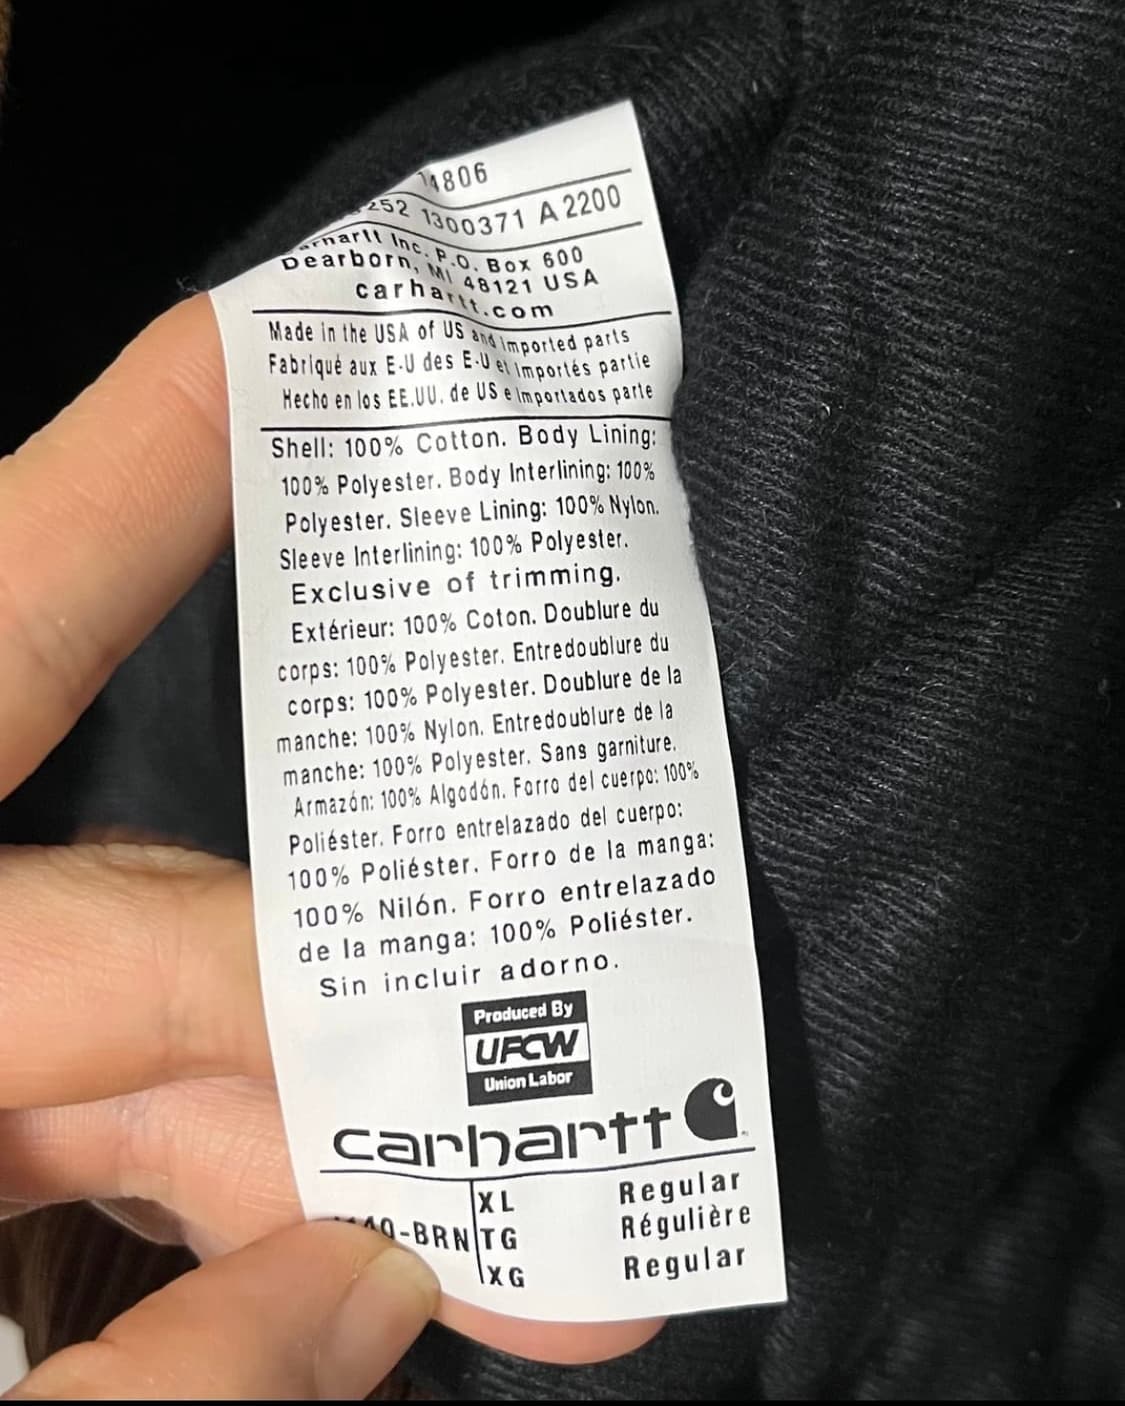 14806
252 1300371 A 2200
arhartt Inc. P.O. Box 600
Dearborn, MI 48121 USA
carhartt.com
Made in the USA of US and Imported parts
Fabriqué aux E-U des E-U et Importés partie
Hecho en los EE.UU. de US e Importados parte
Shell: 100% Cotton. Body Lining:
100% Polyester. Body Interlining: 100%
Polyester. Sleeve Lining: 100% Nylon.
Sleeve Interlining: 100% Polyester.
Exclusive of trimming.
Extérieur: 100% Coton. Doublure du
corps: 100% Polyester. Entredoublure du
corps: 100% Polyester. Doublure de la
manche: 100% Nylon. Entredoublure de la
manche: 100% Polyester. Sans garniture.
Armazón: 100% Algodón. Forro del cuerpo: 100%
Poliéster. Forro entrelazado del cuerpo:
100% Poliéster. Forro de la manga:
100% Nilón. Forro entrelazado
de la manga: 100% Poliéster.
Sin incluir adorno.
Produced By
UFCW
Union Labor
carhartt
XL Regular
40-BRN TG Régulière
XG Regular